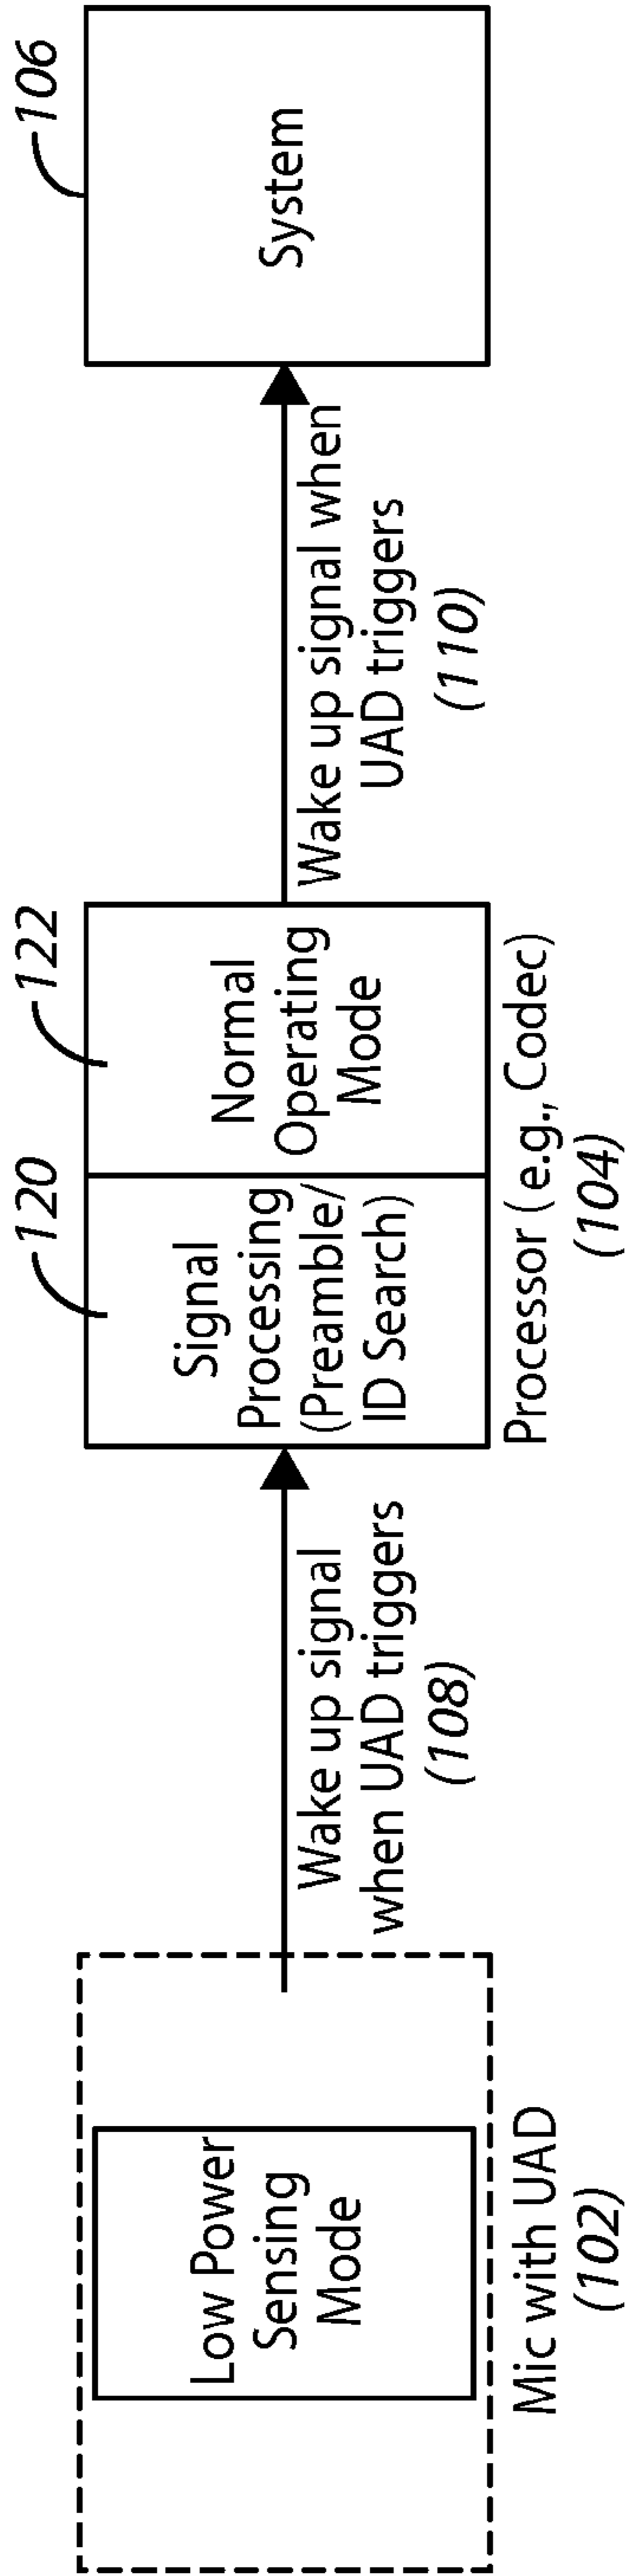 Low Power
Sensing
Mode
Mic with UAD
(102)
Wake up signal
when UAD triggers
(108)
120
Signal
Processing
(Preamble/
ID Search)
122
Normal
Operating
Mode
Processor (e.g., Codec)
(104)
Wake up signal when
UAD triggers
(110)
106
System